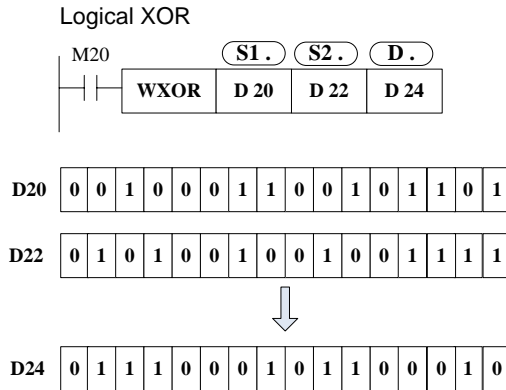 Logical XOR
S1 . S2 . D .
M20
WXOR D 20 D 22 D 24
D20 0 0 1 0 0 0 1 1 0 0 1 0 1 1 0 1
D22 0 1 0 1 0 0 1 0 0 1 0 0 1 1 1 1
D24 0 1 1 1 0 0 0 1 0 1 1 0 0 0 1 0